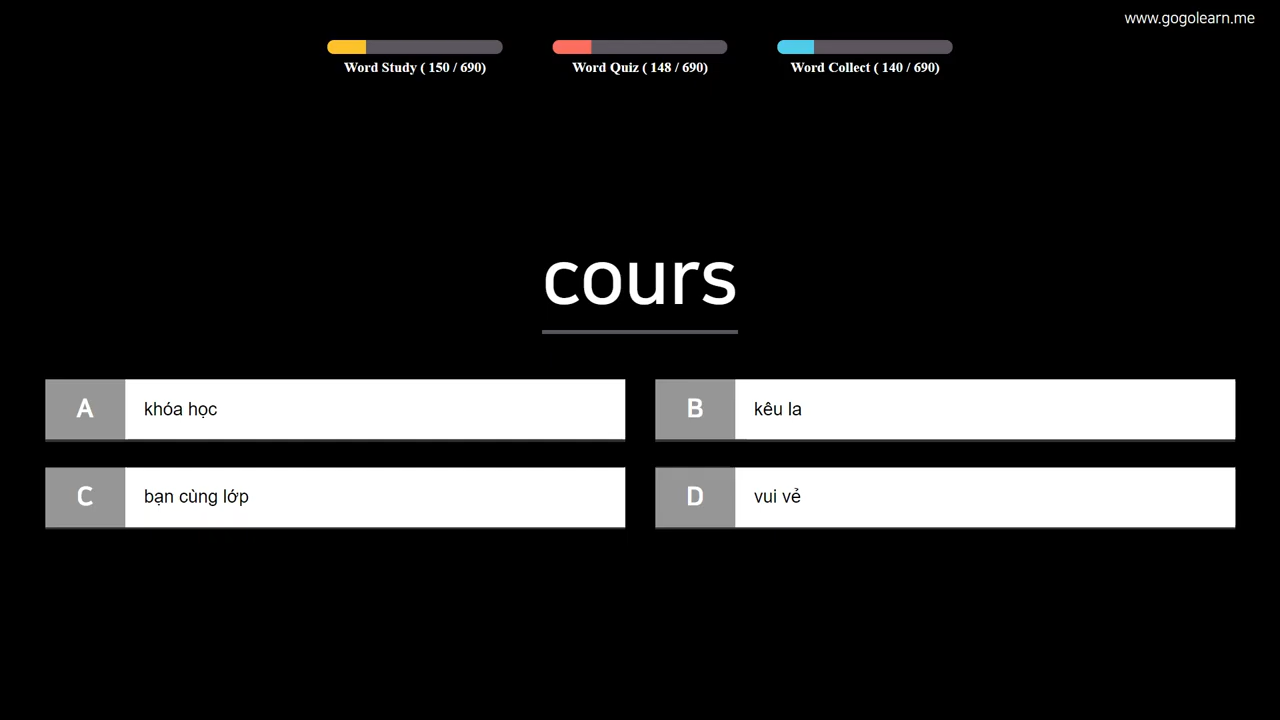 www.gogolearn.me
Word Study ( 150 / 690)
Word Quiz ( 148 / 690)
Word Collect ( 140 / 690)
cours
A khóa học
B kêu la
C bạn cùng lớp
D vui vẻ